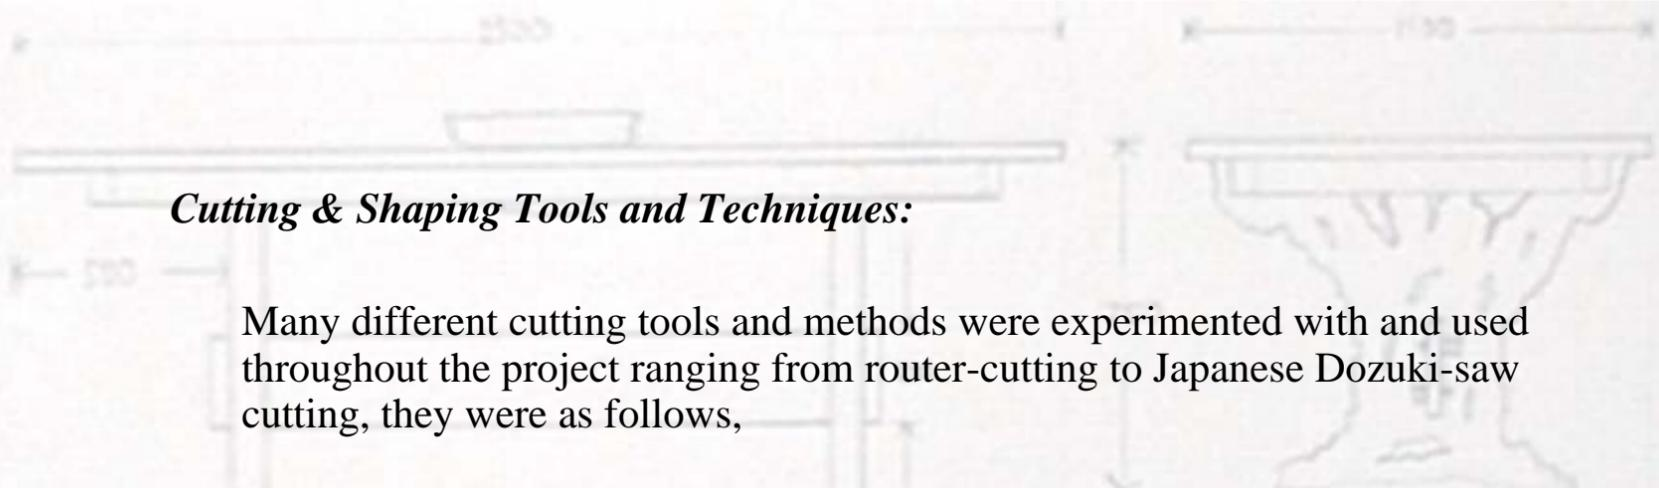 Cutting & Shaping Tools and Techniques:
Many different cutting tools and methods were experimented with and used
throughout the project ranging from router-cutting to Japanese Dozuki-saw
cutting, they were as follows,